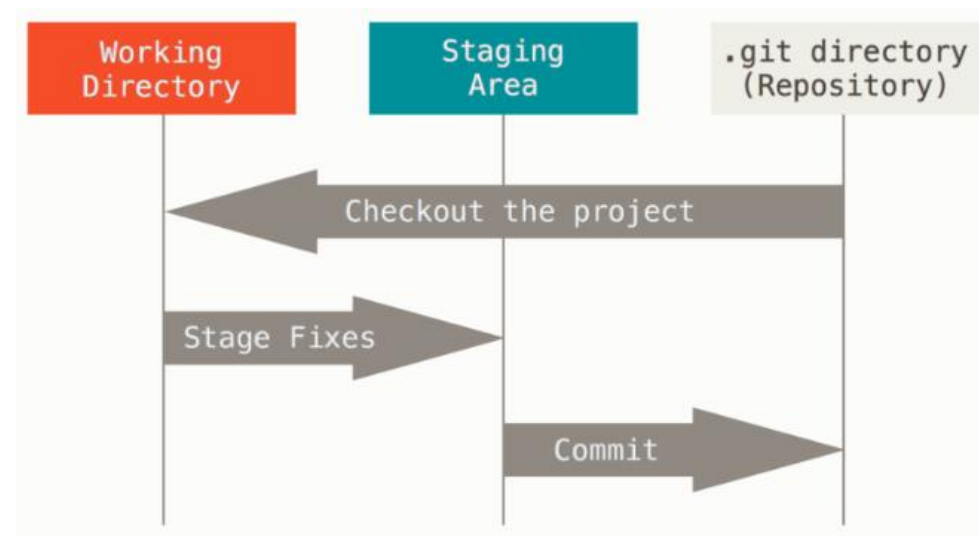 Working
Directory
Staging
Area
.git directory
(Repository)
Checkout the project
Stage Fixes
Commit